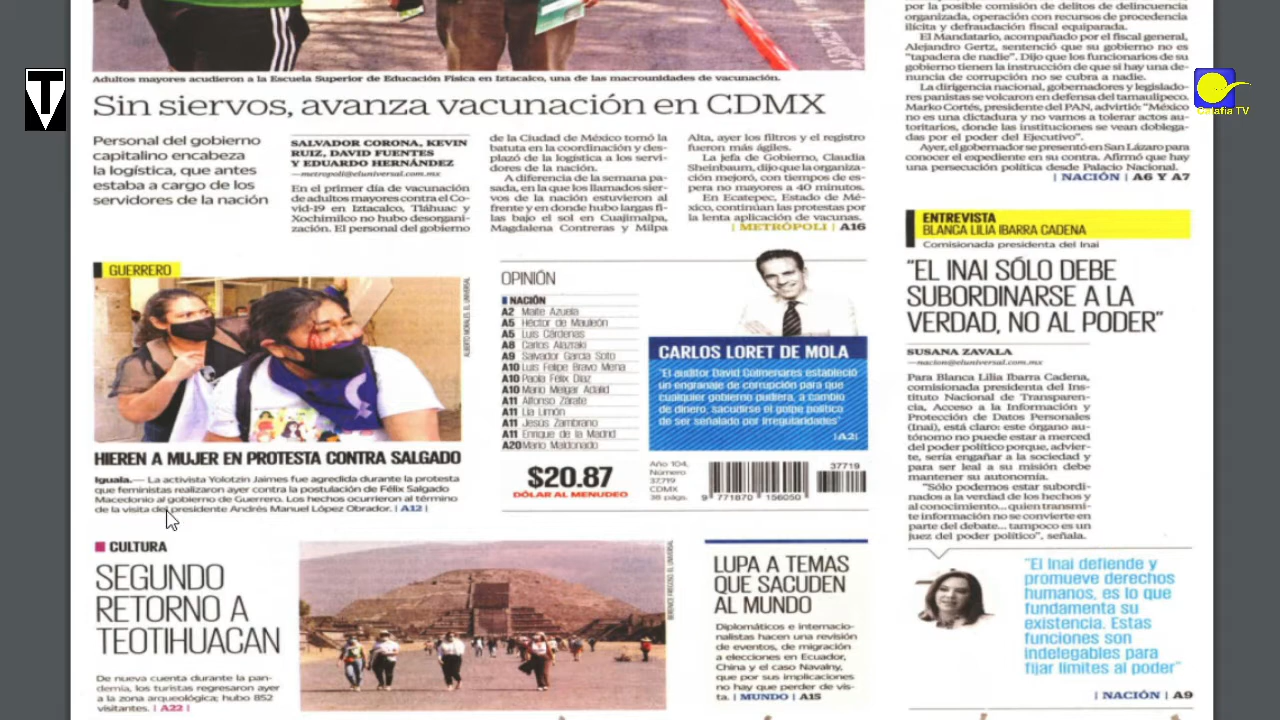 Adultos mayores acudieron a la Escuela Superior de Educación Física en Iztacalco, una de las macrounidades de vacunación.
Sin siervos, avanza vacunación en CDMX
Personal del gobierno
capitalino encabeza
la logística, que antes
estaba a cargo de los
servidores de la nación
SALVADOR CORONA, KEVIN
RUIZ, DAVID FUENTES
Y EDUARDO HERNÁNDEZ
—metropoli@eluniversal.com.mx
En el primer día de vacunación
de adultos mayores contra el Co-
vid-19 en Iztacalco, Tláhuac y
Xochimilco no hubo desorgani-
zación. El personal del gobierno
de la Ciudad de México tomó la
batuta en la coordinación y des-
plazó de la logística a los servi-
dores de la nación.
A diferencia de la semana pa-
sada, en la que los llamados sier-
vos de la nación estuvieron al
frente y en donde hubo largas fi-
las bajo el sol en Cuajimalpa,
Magdalena Contreras y Milpa
Alta, ayer los filtros y el registro
fueron más ágiles.
La jefa de Gobierno, Claudia
Sheinbaum, dijo que la organiza-
ción mejoró, con tiempos de es-
pera no mayores a 40 minutos.
En Ecatepec, Estado de Mé-
xico, continúan las protestas por
la lenta aplicación de vacunas.
| METRÓPOLI | A16
por la posible comisión de delitos de delincuencia
organizada, operación con recursos de procedencia
ilícita y defraudación fiscal equiparada.
El Mandatario, acompañado por el fiscal general,
Alejandro Gertz, sentenció que su gobierno no es
"tapadera de nadie". Dijo que los funcionarios de su
gobierno tienen la instrucción de que si hay una de-
nuncia de corrupción no se cubra a nadie.
La dirigencia nacional, gobernadores y legislado-
res panistas se volcaron en defensa del tamaulipeco.
Marko Cortés, presidente del PAN, advirtió: "México
no es una dictadura y no vamos a tolerar actos au-
toritarios, donde las instituciones se vean doblega-
das por el poder del Ejecutivo".
Ayer, el gobernador se presentó en San Lázaro para
conocer el expediente en su contra. Afirmó que hay
una persecución política desde Palacio Nacional.
| NACIÓN | A6 Y A7
Calafia TV
GUERRERO
ALBERTO MORALES. EL UNIVERSAL
HIEREN A MUJER EN PROTESTA CONTRA SALGADO
Iguala.— La activista Yolotzin Jaimes fue agredida durante la protesta
que feministas realizaron ayer contra la postulación de Félix Salgado
Macedonio al gobierno de Guerrero. Los hechos ocurrieron al término
de la visita del presidente Andrés Manuel López Obrador. | A12 |
OPINIÓN
NACIÓN
A2 Maite Azuela
A5 Héctor de Mauleón
A5 Luis Cárdenas
A8 Carlos Alazraki
A9 Salvador García Soto
A10 Luis Felipe Bravo Mena
A10 Paola Félix Díaz
A10 Mario Melgar Adalid
A11 Alfonso Zárate
A11 Lía Limón
A11 Jesús Zambrano
A11 Enrique de la Madrid
A20 Mario Maldonado
CARLOS LORET DE MOLA
"El auditor David Colmenares estableció
un engranaje de corrupción para que
cualquier gobierno pudiera, a cambio
de dinero, sacudirse el golpe político
de ser señalado por irregularidades"
|A2|
$20.87
DÓLAR AL MENUDEO
Año 104,
Número
37,719
CDMX
38 págs.
9 771870 156050
37719
ENTREVISTA
BLANCA LILIA IBARRA CADENA
Comisionada presidenta del Inai
"EL INAI SÓLO DEBE
SUBORDINARSE A LA
VERDAD, NO AL PODER"
SUSANA ZAVALA
—nacion@eluniversal.com.mx
Para Blanca Lilia Ibarra Cadena,
comisionada presidenta del Ins-
tituto Nacional de Transparen-
cia, Acceso a la Información y
Protección de Datos Personales
(Inai), está claro: este órgano au-
tónomo no puede estar a merced
del poder político porque, advier-
te, sería engañar a la sociedad y
para ser leal a su misión debe
mantener su autonomía.
"Sólo podemos estar subordi-
nados a la verdad de los hechos y
al conocimiento... quien transmi-
te información no se convierte en
parte del debate... tampoco es un
juez del poder político", señala.
"El Inai defiende y
promueve derechos
humanos, es lo que
fundamenta su
existencia. Estas
funciones son
indelegables para
fijar límites al poder"
| NACIÓN | A9
CULTURA
SEGUNDO
RETORNO A
TEOTIHUACAN
De nueva cuenta durante la pan-
demia, los turistas regresaron ayer
a la zona arqueológica; hubo 852
visitantes. | A22 |
LUPA A TEMAS
QUE SACUDEN
AL MUNDO
Diplomáticos e internacio-
nalistas hacen una revisión
de eventos, de migración
a elecciones en Ecuador,
China y el caso Navalny,
que por sus implicaciones
no hay que perder de vis-
ta. | MUNDO | A15